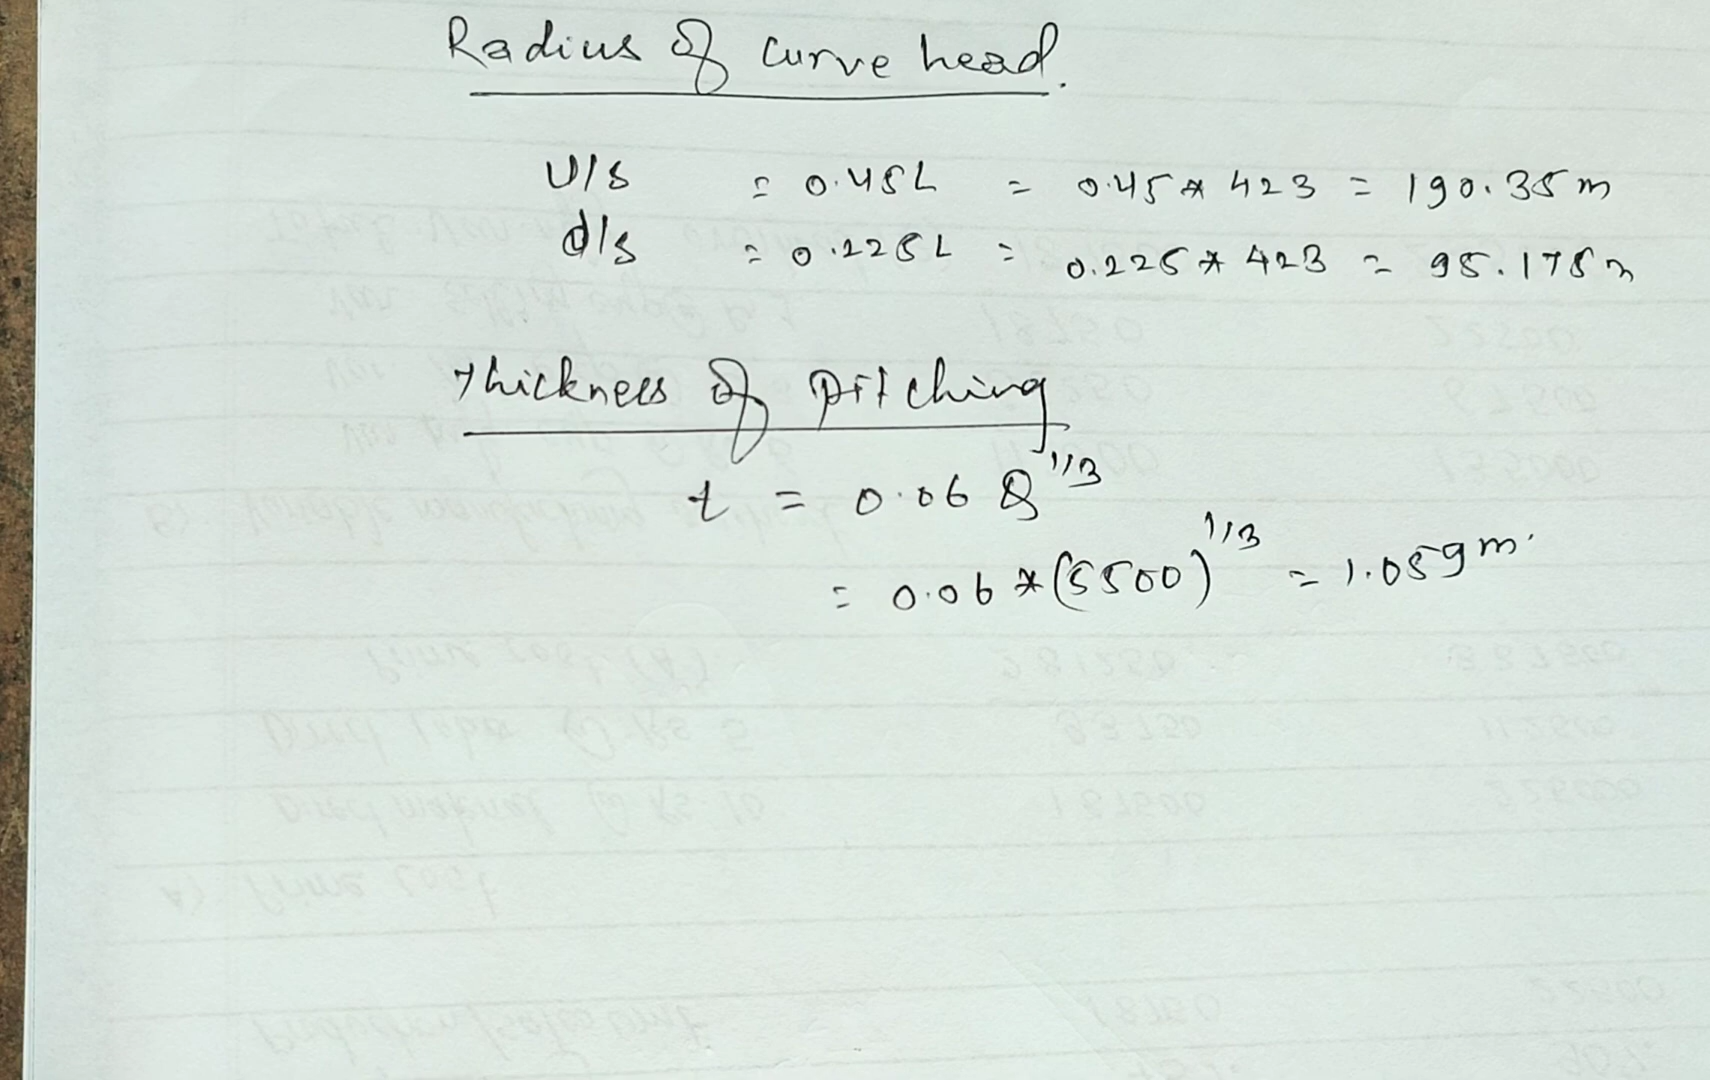 Radius of curve head.
U/s = 0.45L = 0.45 * 423 = 190.35 m
d/s = 0.225 L = 0.225 * 423 = 95.175 m
Thickness of pitching
t = 0.06 Q^1/3
= 0.06 * (5500)^1/3 = 1.059 m.